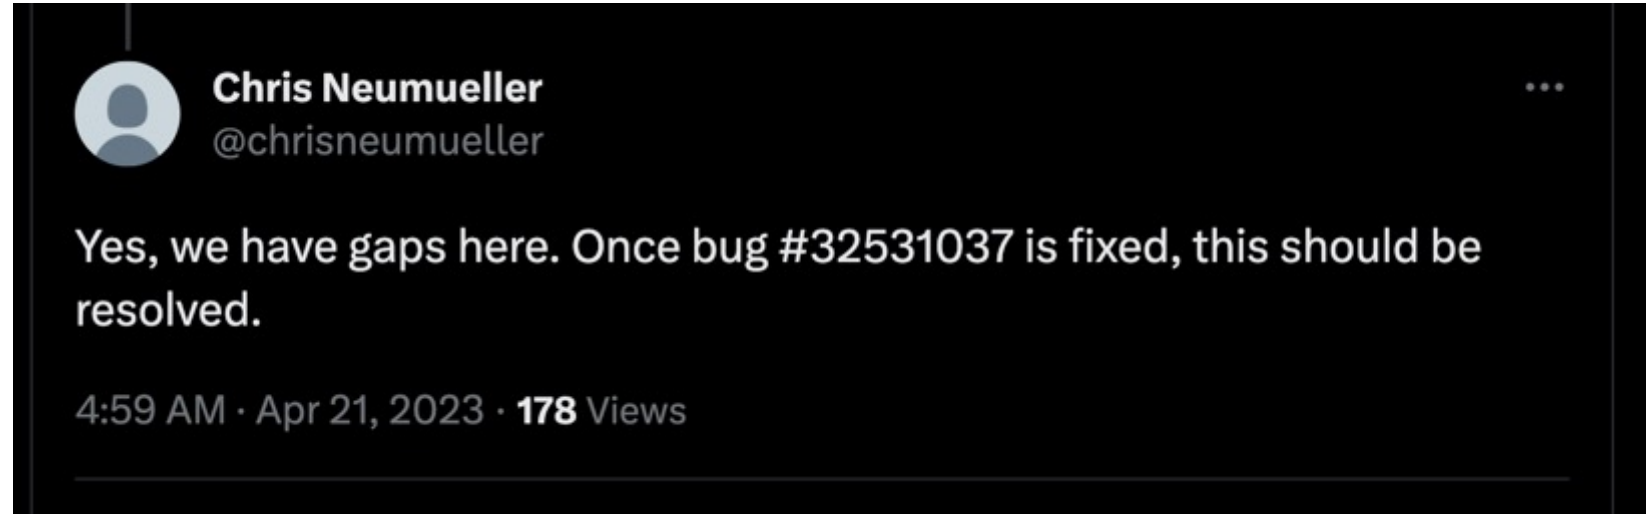 Chris Neumueller
@chrisneumueller
Yes, we have gaps here. Once bug #32531037 is fixed, this should be
resolved.
4:59 AM · Apr 21, 2023 · 178 Views